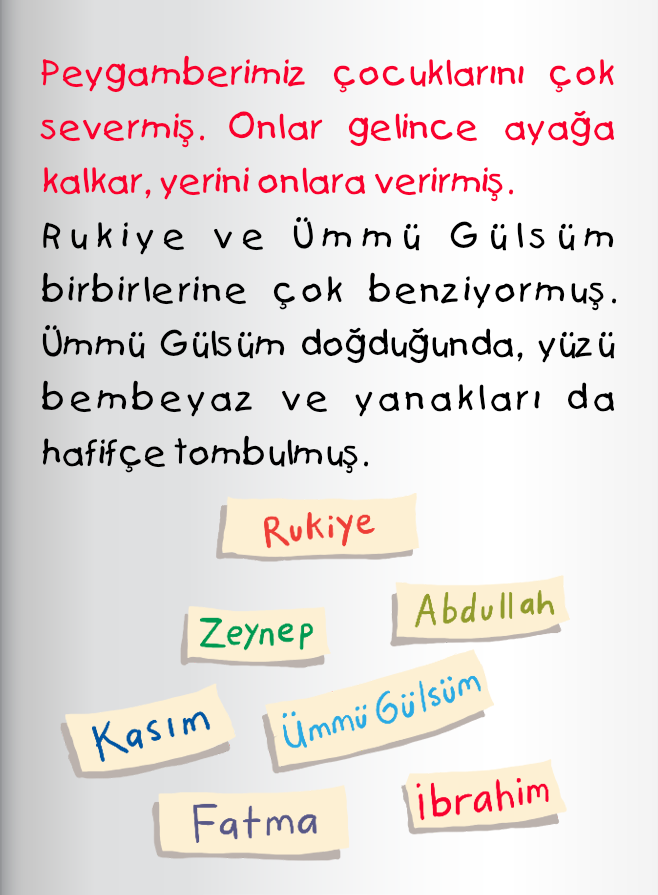 Peygamberimiz çocuklarını çok
severmiş. Onlar gelince ayağa
kalkar, yerini onlara verirmiş.
Rukiye ve Ümmü Gülsüm
birbirlerine çok benziyormuş.
Ümmü Gülsüm doğduğunda, yüzü
bembeyaz ve yanakları da
hafifçe tombulmuş.
Rukiye
Abdullah
Zeynep
Ümmü Gülsüm
Kasım
İbrahim
Fatma